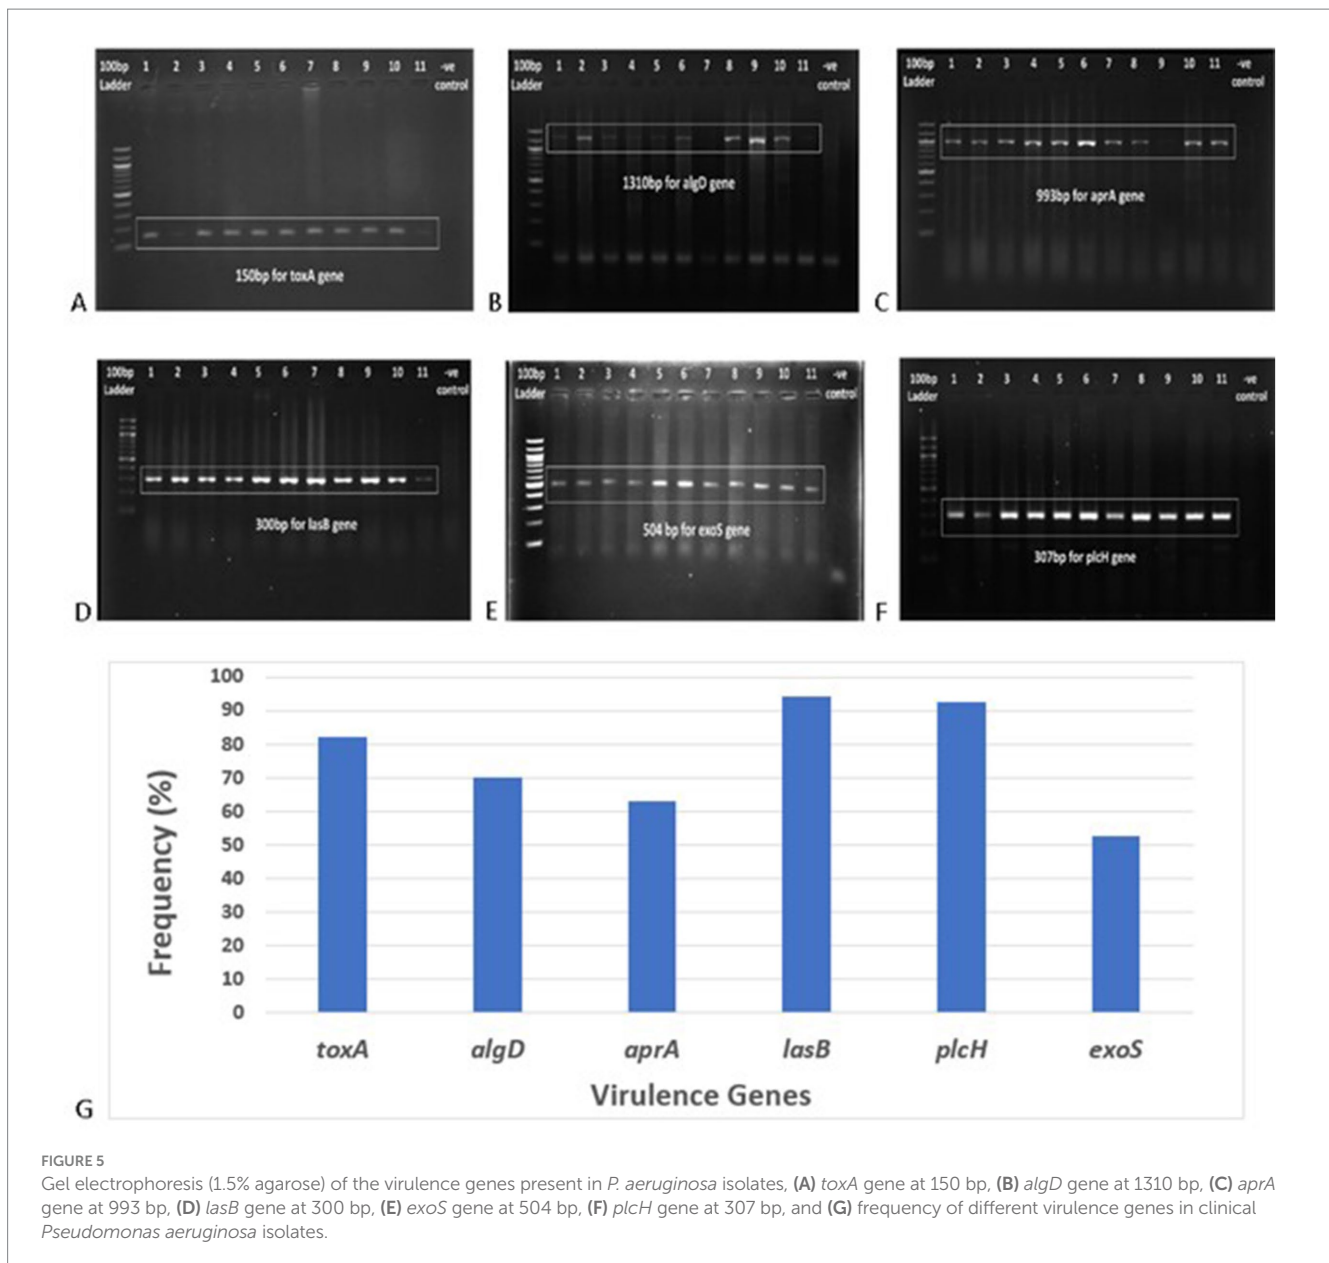 100bp 1 2 3 4 5 6 7 8 9 10 11 -ve
Ladder control
150bp for toxA gene
A
100bp 1 2 3 4 5 6 7 8 9 10 11 -ve
Ladder control
1310bp for algD gene
B
100bp 1 2 3 4 5 6 7 8 9 10 11 -ve
Ladder control
993bp for aprA gene
C
100bp 1 2 3 4 5 6 7 8 9 10 11 -ve
Ladder control
300bp for lasB gene
D
100bp 1 2 3 4 5 6 7 8 9 10 11 -ve
Ladder control
504 bp for exoS gene
E
100bp 1 2 3 4 5 6 7 8 9 10 11 -ve
Ladder control
307bp for plcH gene
F
Frequency (%)
100
90
80
70
60
50
40
30
20
10
0
toxA algD aprA lasB plcH exoS
Virulence Genes
G
FIGURE 5
Gel electrophoresis (1.5% agarose) of the virulence genes present in P. aeruginosa isolates, (A) toxA gene at 150 bp, (B) algD gene at 1310 bp, (C) aprA
gene at 993 bp, (D) lasB gene at 300 bp, (E) exoS gene at 504 bp, (F) plcH gene at 307 bp, and (G) frequency of different virulence genes in clinical
Pseudomonas aeruginosa isolates.